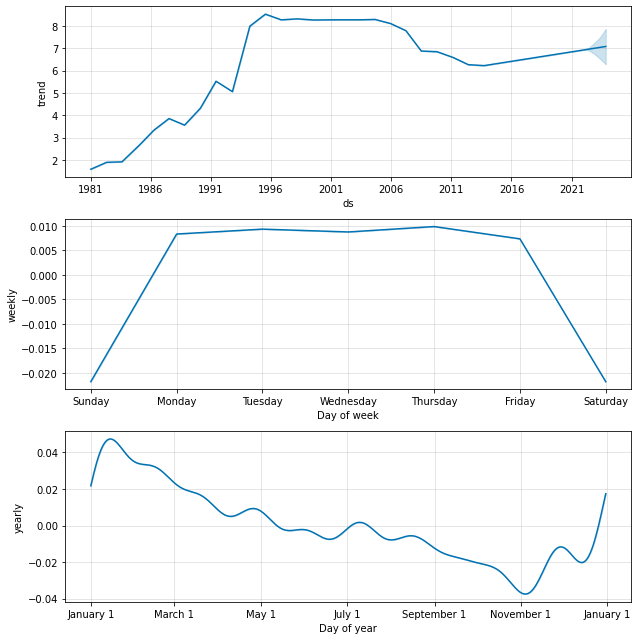 8
7
6
5
4
3
2
trend
1981 1986 1991 1996 2001 2006 2011 2016 2021
ds
0.010
0.005
0.000
−0.005
−0.010
−0.015
−0.020
weekly
Sunday Monday Tuesday Wednesday Thursday Friday Saturday
Day of week
0.04
0.02
0.00
−0.02
−0.04
yearly
January 1 March 1 May 1 July 1 September 1 November 1 January 1
Day of year